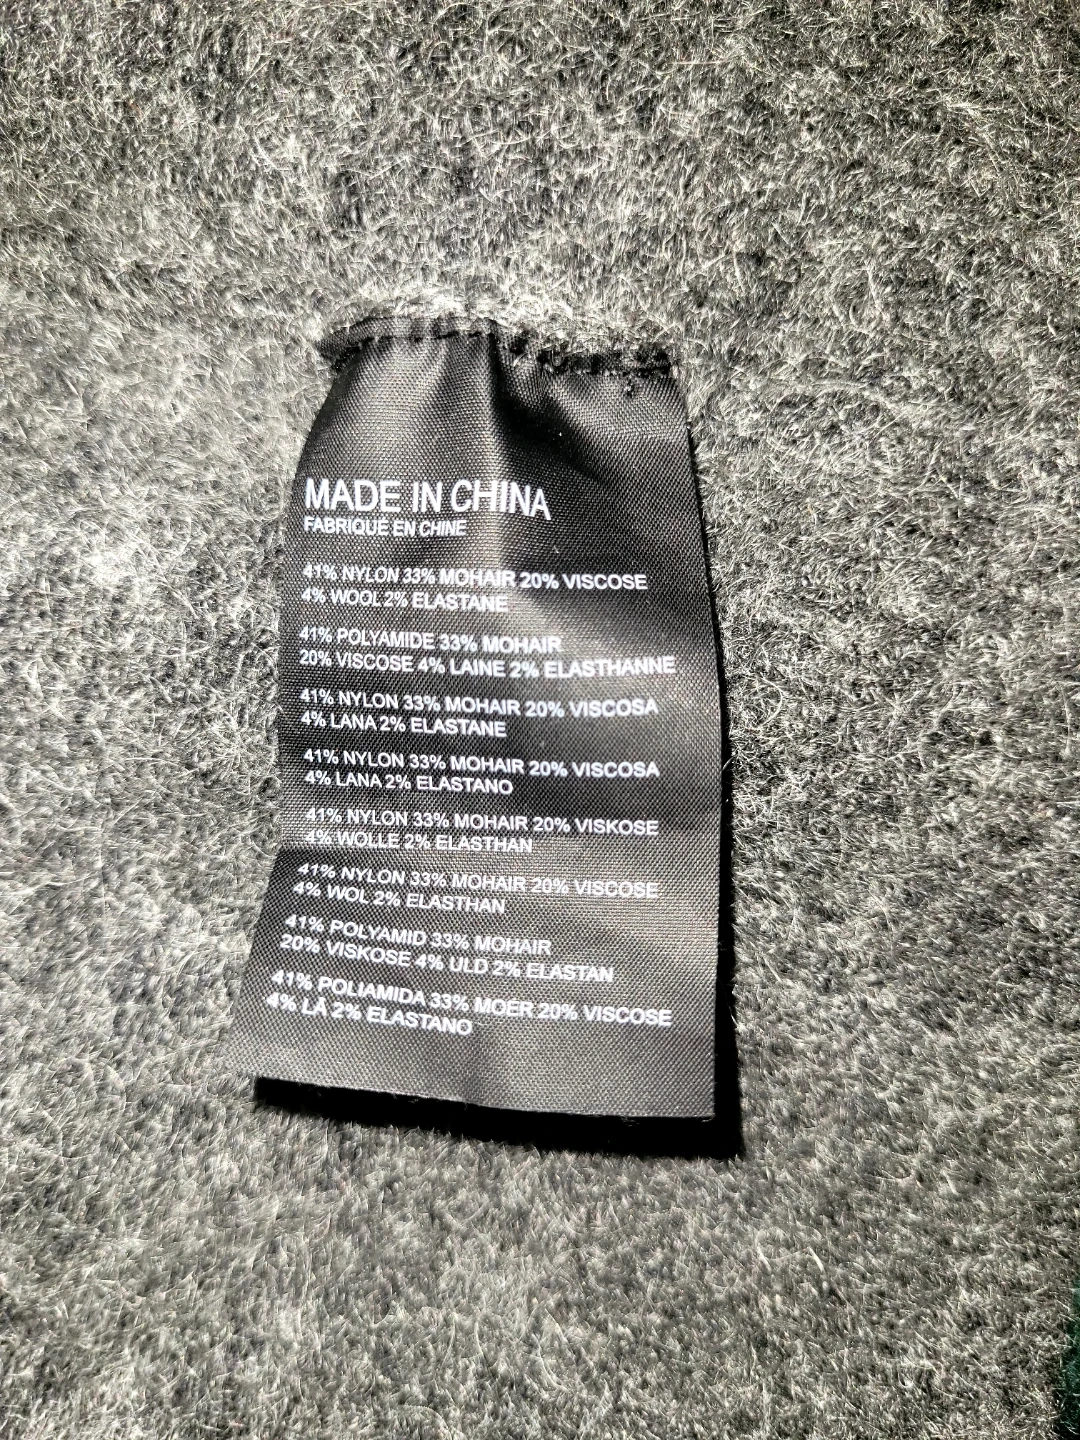 MADE IN CHINA
FABRIQUÉ EN CHINE
41% NYLON 33% MOHAIR 20% VISCOSE
4% WOOL 2% ELASTANE
41% POLYAMIDE 33% MOHAIR
20% VISCOSE 4% LAINE 2% ELASTHANNE
41% NYLON 33% MOHAIR 20% VISCOSA
4% LANA 2% ELASTANE
41% NYLON 33% MOHAIR 20% VISCOSA
4% LANA 2% ELASTANO
41% NYLON 33% MOHAIR 20% VISKOSE
4% WOLLE 2% ELASTHAN
41% NYLON 33% MOHAIR 20% VISCOSE
4% WOL 2% ELASTHAN
41% POLYAMID 33% MOHAIR
20% VISKOSE 4% ULD 2% ELASTAN
41% POLIAMIDA 33% MOER 20% VISCOSE
4% LÃ 2% ELASTANO